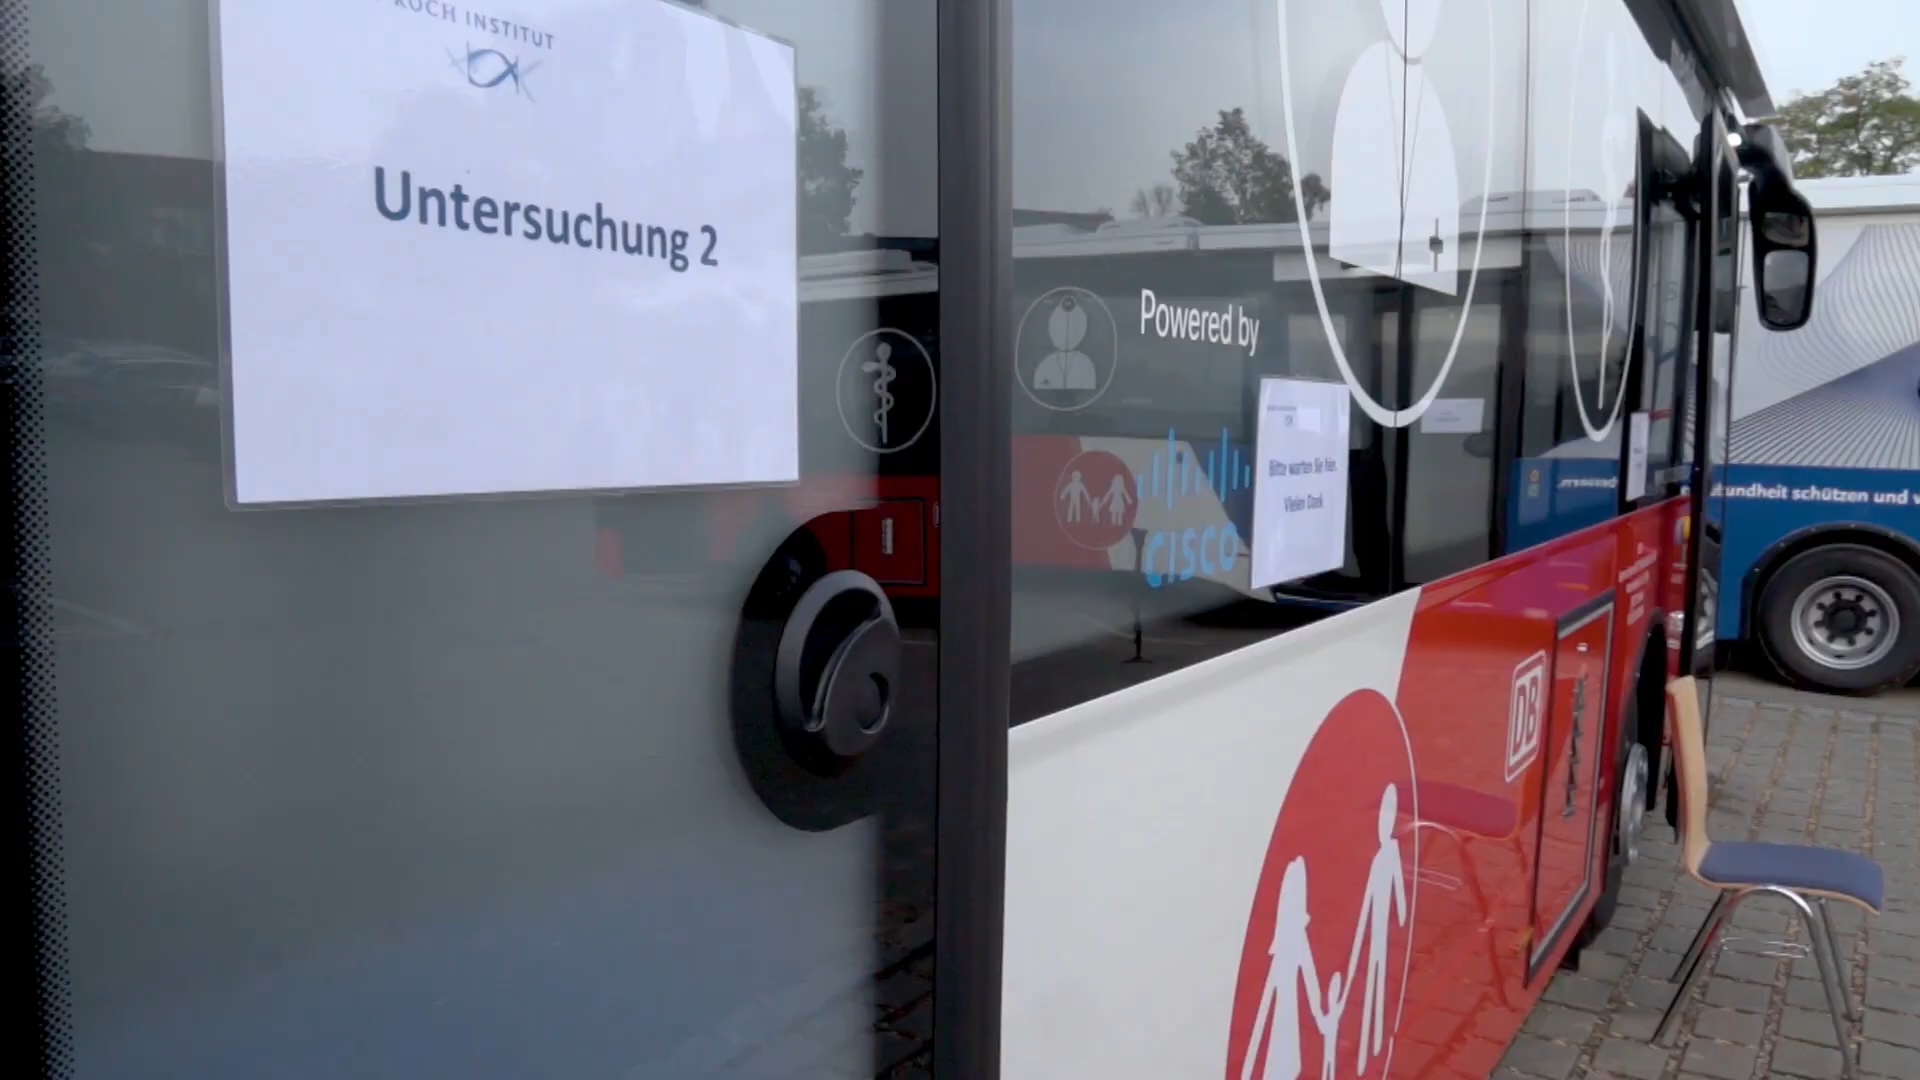 KOCH INSTITUT
Untersuchung 2
Powered by
CISCO
Bitte warten Sie hier.
Vielen Dank
DB
undheit schützen und